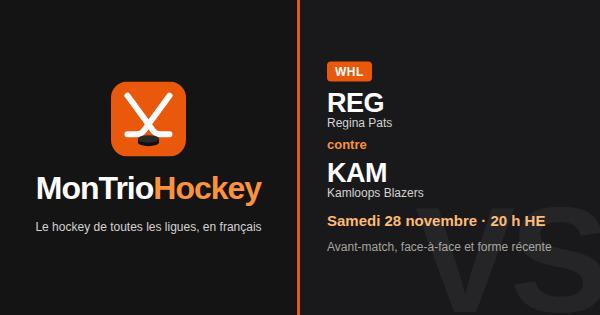 MonTrioHockey
Le hockey de toutes les ligues, en français
WHL
REG
Regina Pats
contre
KAM
Kamloops Blazers
Samedi 28 novembre · 20 h HE
Avant-match, face-à-face et forme récente
VS